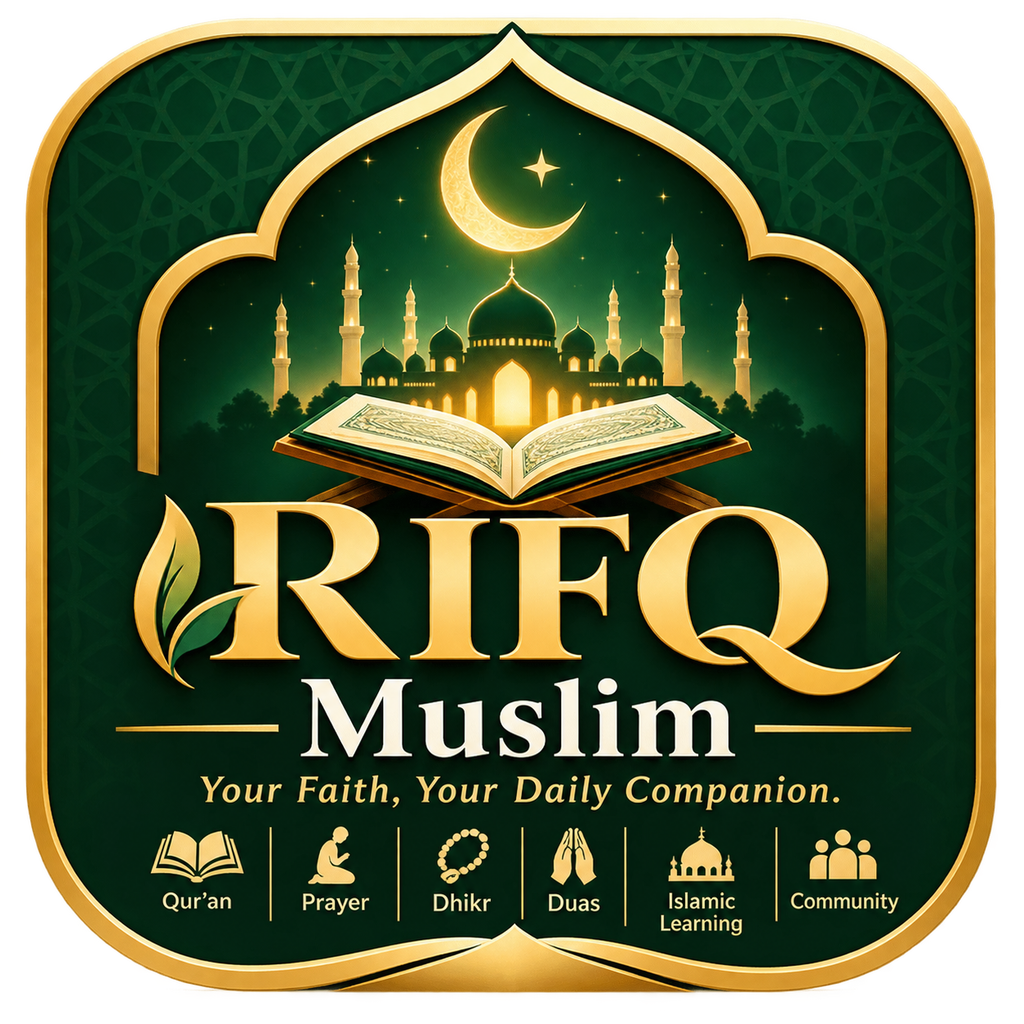 RIFQ
Muslim
Your Faith, Your Daily Companion.
Qur'an
Prayer
Dhikr
Duas
Islamic
Learning
Community